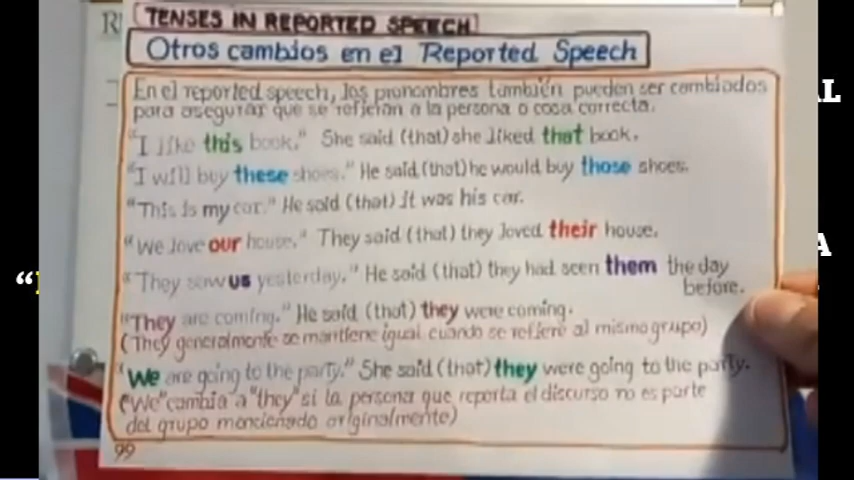 R
TENSES IN REPORTED SPEECH
Otros cambios en el Reported Speech
En el reported speech, los pronombres también pueden ser cambiados
para asegurar que se refieran a la persona o cosa correcta.
"I like this book." She said (that) she liked that book.
"I will buy these shoes." He said (that) he would buy those shoes.
"This is my car." He said (that) it was his car.
"We love our house." They said (that) they loved their house.
"They saw us yesterday." He said (that) they had seen them the day
before.
"They are coming." He said (that) they were coming.
(They generalmente se mantiene igual cuando se refiere al mismo grupo)
"We are going to the party." She said (that) they were going to the party.
("We" cambia a "they" si la persona que reporta el discurso no es parte
del grupo mencionado originalmente)
99
AL
A
“